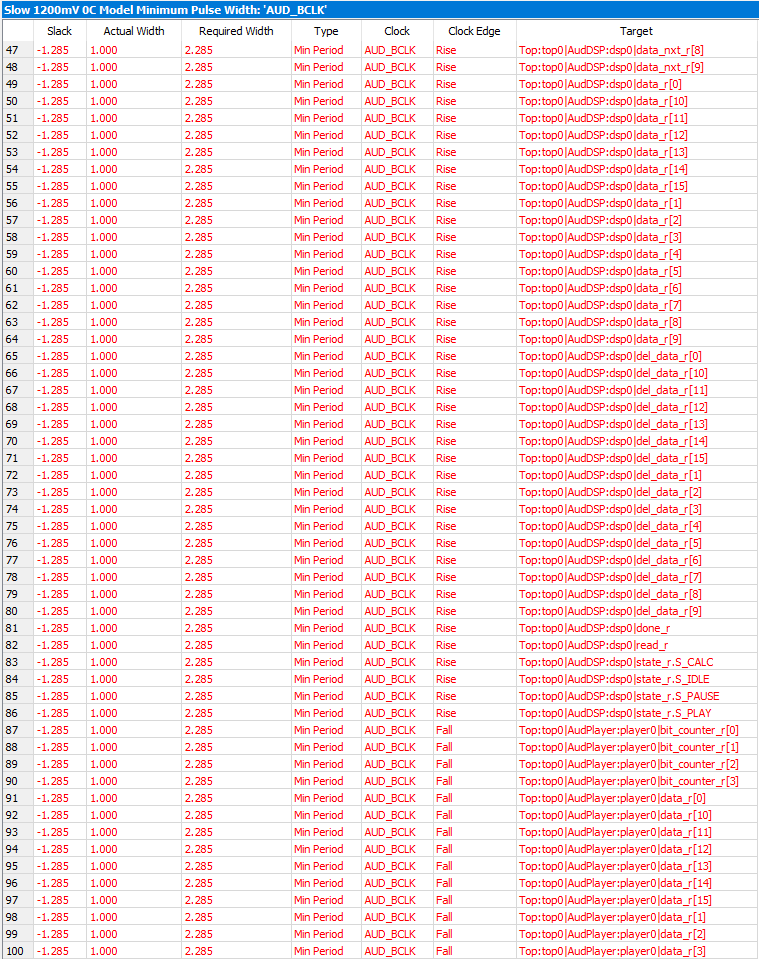 Slow 1200mV 0C Model Minimum Pulse Width: 'AUD_BCLK'
Slack Actual Width Required Width Type Clock Clock Edge Target
47 -1.285 1.000 2.285 Min Period AUD_BCLK Rise Top:top0|AudDSP:dsp0|data_nxt_r[8]
48 -1.285 1.000 2.285 Min Period AUD_BCLK Rise Top:top0|AudDSP:dsp0|data_nxt_r[9]
49 -1.285 1.000 2.285 Min Period AUD_BCLK Rise Top:top0|AudDSP:dsp0|data_r[0]
50 -1.285 1.000 2.285 Min Period AUD_BCLK Rise Top:top0|AudDSP:dsp0|data_r[10]
51 -1.285 1.000 2.285 Min Period AUD_BCLK Rise Top:top0|AudDSP:dsp0|data_r[11]
52 -1.285 1.000 2.285 Min Period AUD_BCLK Rise Top:top0|AudDSP:dsp0|data_r[12]
53 -1.285 1.000 2.285 Min Period AUD_BCLK Rise Top:top0|AudDSP:dsp0|data_r[13]
54 -1.285 1.000 2.285 Min Period AUD_BCLK Rise Top:top0|AudDSP:dsp0|data_r[14]
55 -1.285 1.000 2.285 Min Period AUD_BCLK Rise Top:top0|AudDSP:dsp0|data_r[15]
56 -1.285 1.000 2.285 Min Period AUD_BCLK Rise Top:top0|AudDSP:dsp0|data_r[1]
57 -1.285 1.000 2.285 Min Period AUD_BCLK Rise Top:top0|AudDSP:dsp0|data_r[2]
58 -1.285 1.000 2.285 Min Period AUD_BCLK Rise Top:top0|AudDSP:dsp0|data_r[3]
59 -1.285 1.000 2.285 Min Period AUD_BCLK Rise Top:top0|AudDSP:dsp0|data_r[4]
60 -1.285 1.000 2.285 Min Period AUD_BCLK Rise Top:top0|AudDSP:dsp0|data_r[5]
61 -1.285 1.000 2.285 Min Period AUD_BCLK Rise Top:top0|AudDSP:dsp0|data_r[6]
62 -1.285 1.000 2.285 Min Period AUD_BCLK Rise Top:top0|AudDSP:dsp0|data_r[7]
63 -1.285 1.000 2.285 Min Period AUD_BCLK Rise Top:top0|AudDSP:dsp0|data_r[8]
64 -1.285 1.000 2.285 Min Period AUD_BCLK Rise Top:top0|AudDSP:dsp0|data_r[9]
65 -1.285 1.000 2.285 Min Period AUD_BCLK Rise Top:top0|AudDSP:dsp0|del_data_r[0]
66 -1.285 1.000 2.285 Min Period AUD_BCLK Rise Top:top0|AudDSP:dsp0|del_data_r[10]
67 -1.285 1.000 2.285 Min Period AUD_BCLK Rise Top:top0|AudDSP:dsp0|del_data_r[11]
68 -1.285 1.000 2.285 Min Period AUD_BCLK Rise Top:top0|AudDSP:dsp0|del_data_r[12]
69 -1.285 1.000 2.285 Min Period AUD_BCLK Rise Top:top0|AudDSP:dsp0|del_data_r[13]
70 -1.285 1.000 2.285 Min Period AUD_BCLK Rise Top:top0|AudDSP:dsp0|del_data_r[14]
71 -1.285 1.000 2.285 Min Period AUD_BCLK Rise Top:top0|AudDSP:dsp0|del_data_r[15]
72 -1.285 1.000 2.285 Min Period AUD_BCLK Rise Top:top0|AudDSP:dsp0|del_data_r[1]
73 -1.285 1.000 2.285 Min Period AUD_BCLK Rise Top:top0|AudDSP:dsp0|del_data_r[2]
74 -1.285 1.000 2.285 Min Period AUD_BCLK Rise Top:top0|AudDSP:dsp0|del_data_r[3]
75 -1.285 1.000 2.285 Min Period AUD_BCLK Rise Top:top0|AudDSP:dsp0|del_data_r[4]
76 -1.285 1.000 2.285 Min Period AUD_BCLK Rise Top:top0|AudDSP:dsp0|del_data_r[5]
77 -1.285 1.000 2.285 Min Period AUD_BCLK Rise Top:top0|AudDSP:dsp0|del_data_r[6]
78 -1.285 1.000 2.285 Min Period AUD_BCLK Rise Top:top0|AudDSP:dsp0|del_data_r[7]
79 -1.285 1.000 2.285 Min Period AUD_BCLK Rise Top:top0|AudDSP:dsp0|del_data_r[8]
80 -1.285 1.000 2.285 Min Period AUD_BCLK Rise Top:top0|AudDSP:dsp0|del_data_r[9]
81 -1.285 1.000 2.285 Min Period AUD_BCLK Rise Top:top0|AudDSP:dsp0|done_r
82 -1.285 1.000 2.285 Min Period AUD_BCLK Rise Top:top0|AudDSP:dsp0|read_r
83 -1.285 1.000 2.285 Min Period AUD_BCLK Rise Top:top0|AudDSP:dsp0|state_r.S_CALC
84 -1.285 1.000 2.285 Min Period AUD_BCLK Rise Top:top0|AudDSP:dsp0|state_r.S_IDLE
85 -1.285 1.000 2.285 Min Period AUD_BCLK Rise Top:top0|AudDSP:dsp0|state_r.S_PAUSE
86 -1.285 1.000 2.285 Min Period AUD_BCLK Rise Top:top0|AudDSP:dsp0|state_r.S_PLAY
87 -1.285 1.000 2.285 Min Period AUD_BCLK Fall Top:top0|AudPlayer:player0|bit_counter_r[0]
88 -1.285 1.000 2.285 Min Period AUD_BCLK Fall Top:top0|AudPlayer:player0|bit_counter_r[1]
89 -1.285 1.000 2.285 Min Period AUD_BCLK Fall Top:top0|AudPlayer:player0|bit_counter_r[2]
90 -1.285 1.000 2.285 Min Period AUD_BCLK Fall Top:top0|AudPlayer:player0|bit_counter_r[3]
91 -1.285 1.000 2.285 Min Period AUD_BCLK Fall Top:top0|AudPlayer:player0|data_r[0]
92 -1.285 1.000 2.285 Min Period AUD_BCLK Fall Top:top0|AudPlayer:player0|data_r[10]
93 -1.285 1.000 2.285 Min Period AUD_BCLK Fall Top:top0|AudPlayer:player0|data_r[11]
94 -1.285 1.000 2.285 Min Period AUD_BCLK Fall Top:top0|AudPlayer:player0|data_r[12]
95 -1.285 1.000 2.285 Min Period AUD_BCLK Fall Top:top0|AudPlayer:player0|data_r[13]
96 -1.285 1.000 2.285 Min Period AUD_BCLK Fall Top:top0|AudPlayer:player0|data_r[14]
97 -1.285 1.000 2.285 Min Period AUD_BCLK Fall Top:top0|AudPlayer:player0|data_r[15]
98 -1.285 1.000 2.285 Min Period AUD_BCLK Fall Top:top0|AudPlayer:player0|data_r[1]
99 -1.285 1.000 2.285 Min Period AUD_BCLK Fall Top:top0|AudPlayer:player0|data_r[2]
100 -1.285 1.000 2.285 Min Period AUD_BCLK Fall Top:top0|AudPlayer:player0|data_r[3]